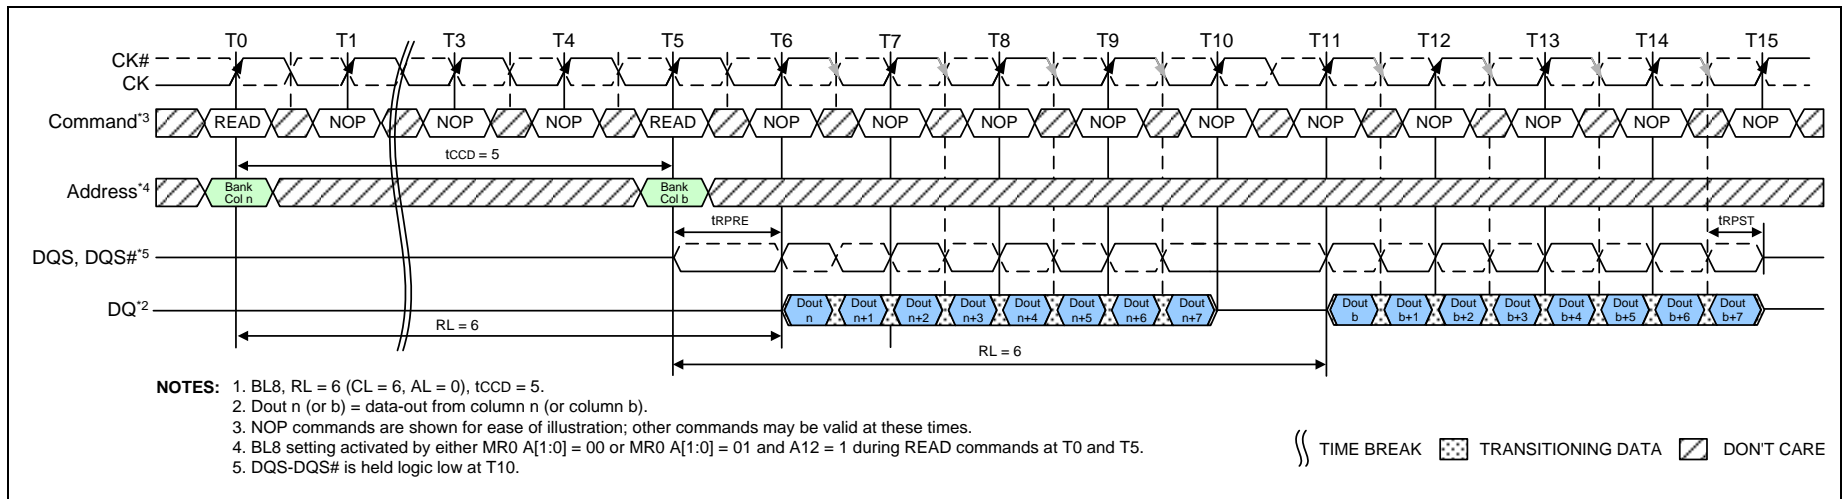 T0 T1 T3 T4 T5 T6 T7 T8 T9 T10 T11 T12 T13 T14 T15
CK#
CK
Command*3 READ NOP NOP NOP READ NOP NOP NOP NOP NOP NOP NOP NOP NOP NOP
tCCD = 5
Address*4 Bank Col n Bank Col b
tRPRE tRPST
DQS, DQS#*5
DQ*2 Dout n Dout n+1 Dout n+2 Dout n+3 Dout n+4 Dout n+5 Dout n+6 Dout n+7 Dout b Dout b+1 Dout b+2 Dout b+3 Dout b+4 Dout b+5 Dout b+6 Dout b+7
RL = 6
RL = 6
NOTES: 1. BL8, RL = 6 (CL = 6, AL = 0), tCCD = 5.
2. Dout n (or b) = data-out from column n (or column b).
3. NOP commands are shown for ease of illustration; other commands may be valid at these times.
4. BL8 setting activated by either MR0 A[1:0] = 00 or MR0 A[1:0] = 01 and A12 = 1 during READ commands at T0 and T5.
5. DQS-DQS# is held logic low at T10.
TIME BREAK TRANSITIONING DATA DON'T CARE